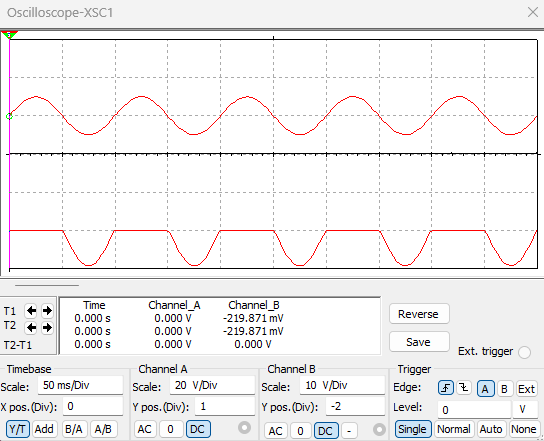 Oscilloscope-XSC1
Time Channel_A Channel_B
T1 0.000 s 0.000 V -219.871 mV
T2 0.000 s 0.000 V -219.871 mV
T2-T1 0.000 s 0.000 V 0.000 V
Reverse
Save
Ext. trigger
Timebase Channel A Channel B Trigger
Scale: 50 ms/Div Scale: 20 V/Div Scale: 10 V/Div Edge: A B Ext
X pos.(Div): 0 Y pos.(Div): 1 Y pos.(Div): -2 Level: 0 V
Y/T Add B/A A/B AC 0 DC AC 0 DC - Single Normal Auto None